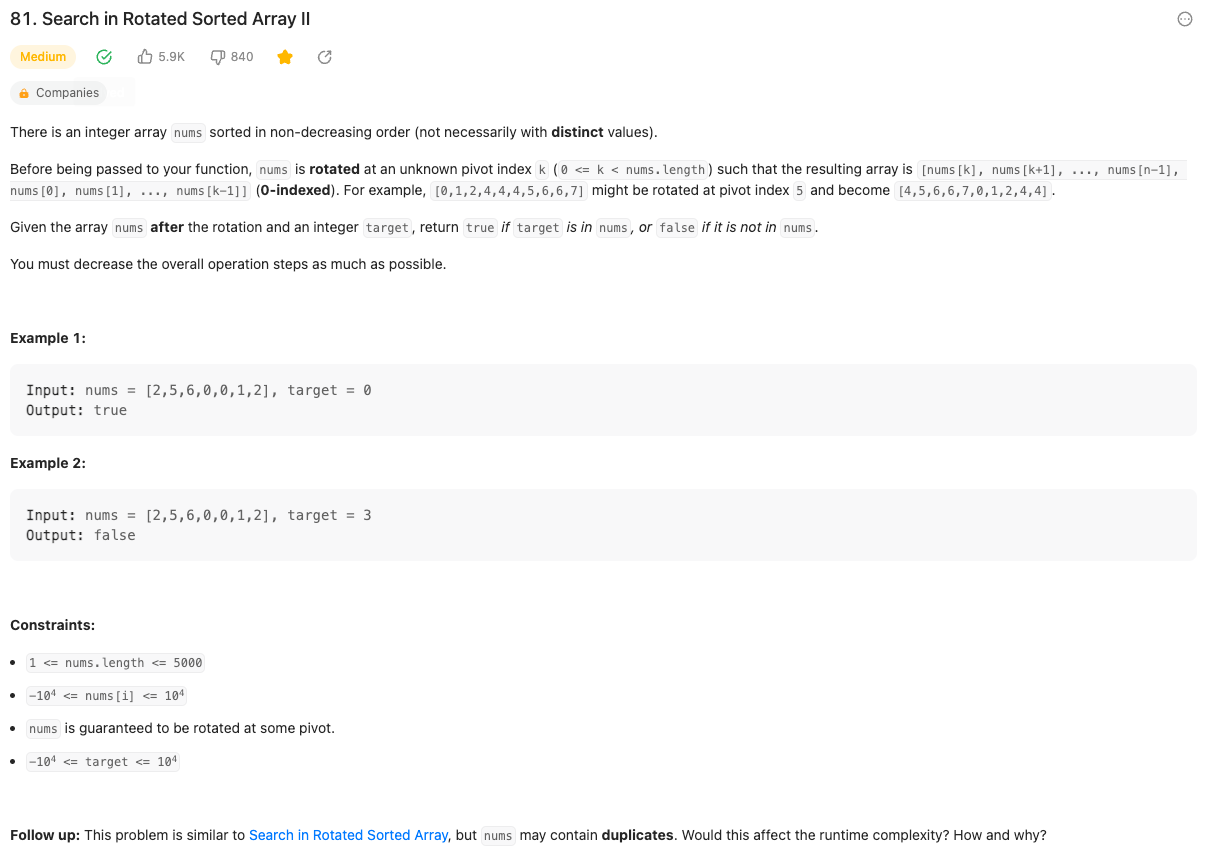 81. Search in Rotated Sorted Array II
Medium 5.9K 840
Companies
There is an integer array nums sorted in non-decreasing order (not necessarily with distinct values).
Before being passed to your function, nums is rotated at an unknown pivot index k (0 <= k < nums.length) such that the resulting array is [nums[k], nums[k+1], ..., nums[n-1],
nums[0], nums[1], ..., nums[k-1]] (0-indexed). For example, [0,1,2,4,4,4,5,6,6,7] might be rotated at pivot index 5 and become [4,5,6,6,7,0,1,2,4,4].
Given the array nums after the rotation and an integer target, return true if target is in nums, or false if it is not in nums.
You must decrease the overall operation steps as much as possible.
Example 1:
Input: nums = [2,5,6,0,0,1,2], target = 0
Output: true
Example 2:
Input: nums = [2,5,6,0,0,1,2], target = 3
Output: false
Constraints:
• 1 <= nums.length <= 5000
• -10⁴ <= nums[i] <= 10⁴
• nums is guaranteed to be rotated at some pivot.
• -10⁴ <= target <= 10⁴
Follow up: This problem is similar to Search in Rotated Sorted Array, but nums may contain duplicates. Would this affect the runtime complexity? How and why?